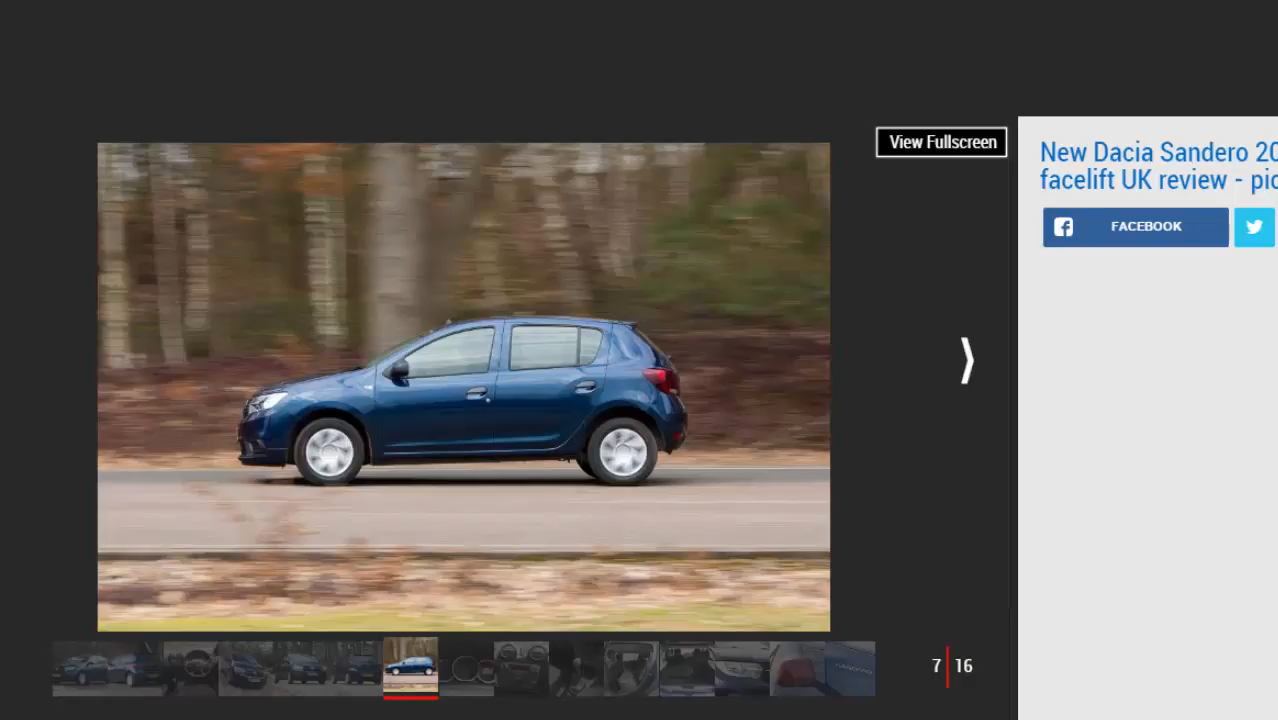 View Fullscreen
New Dacia Sandero 20
facelift UK review - pic
FACEBOOK
7 16